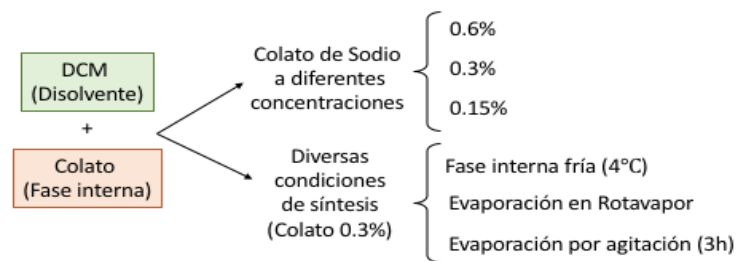 DCM
(Disolvente)
+
Colato
(Fase interna)
Colato de Sodio
a diferentes
concentraciones
0.6%
0.3%
0.15%
Diversas
condiciones
de síntesis
(Colato 0.3%)
Fase interna fría (4°C)
Evaporación en Rotavapor
Evaporación por agitación (3h)